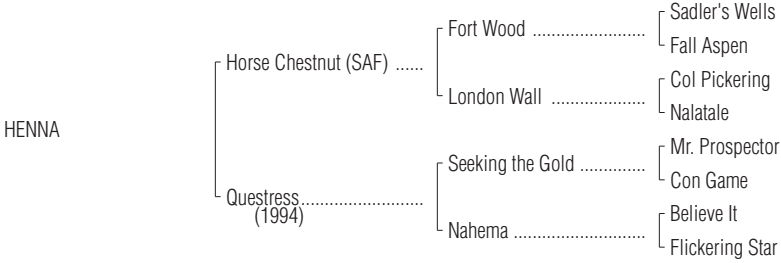 Sadler's Wells
Fort Wood ........................
Fall Aspen
Horse Chestnut (SAF) ......
Col Pickering
London Wall ....................
Nalatale
HENNA
Mr. Prospector
Seeking the Gold ..............
Con Game
Questress..........................
(1994)
Believe It
Nahema ............................
Flickering Star